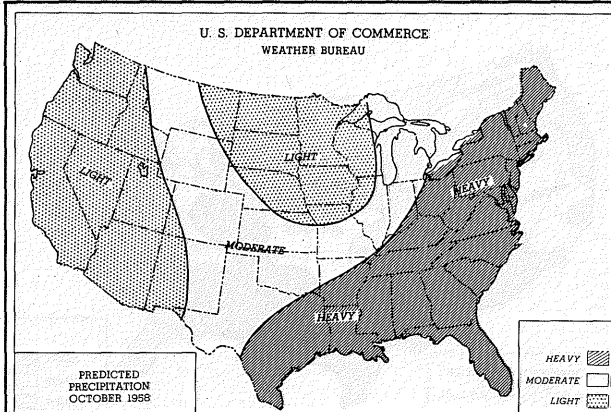 U. S. DEPARTMENT OF COMMERCE
WEATHER BUREAU
LIGHT
LIGHT
HEAVY
MODERATE
HEAVY
PREDICTED
PRECIPITATION
OCTOBER 1958
HEAVY
MODERATE
LIGHT